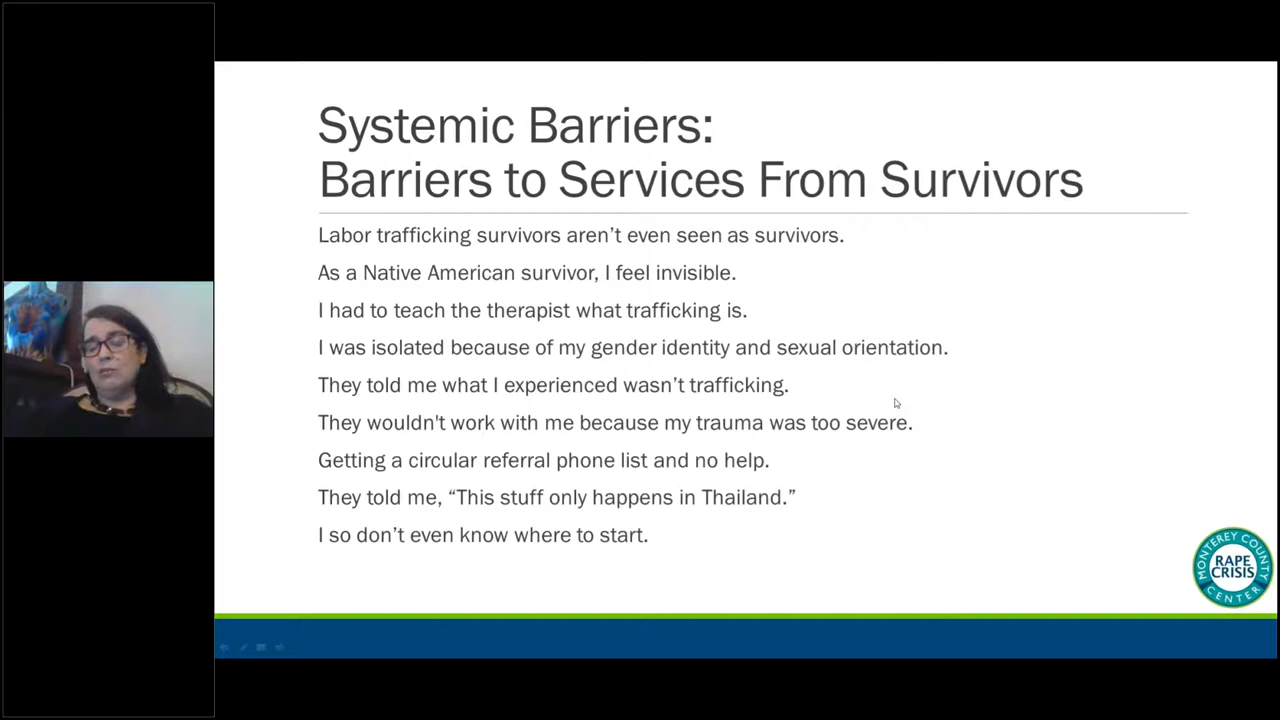 Systemic Barriers:
Barriers to Services From Survivors
Labor trafficking survivors aren’t even seen as survivors.
As a Native American survivor, I feel invisible.
I had to teach the therapist what trafficking is.
I was isolated because of my gender identity and sexual orientation.
They told me what I experienced wasn’t trafficking.
They wouldn't work with me because my trauma was too severe.
Getting a circular referral phone list and no help.
They told me, “This stuff only happens in Thailand.”
I so don’t even know where to start.
MONTEREY COUNTY
RAPE
CRISIS
CENTER